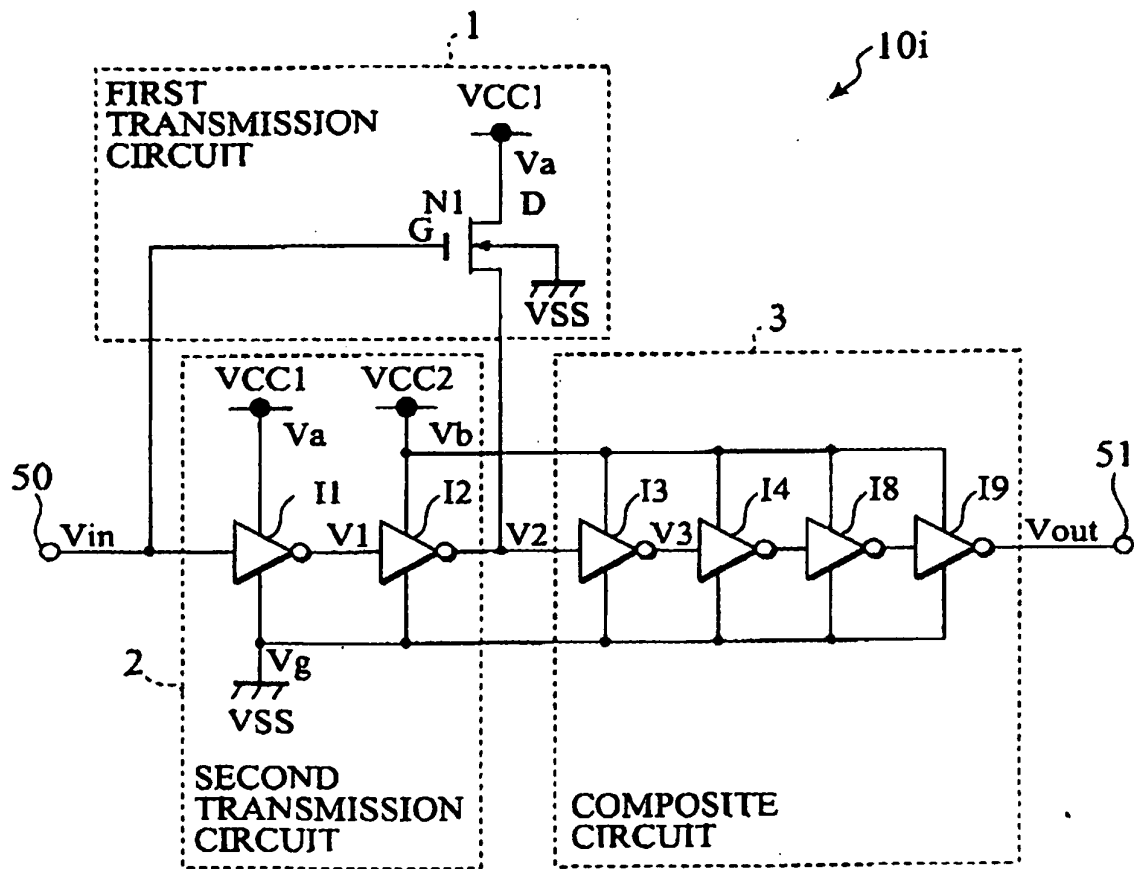 1
10i
FIRST
TRANSMISSION
CIRCUIT
VCC1
Va
N1
D
G
VSS
3
VCC1
VCC2
Va
Vb
50
51
I1
I2
I3
I4
I8
I9
Vin
V1
V2
V3
Vout
2
Vg
VSS
SECOND
TRANSMISSION
CIRCUIT
COMPOSITE
CIRCUIT